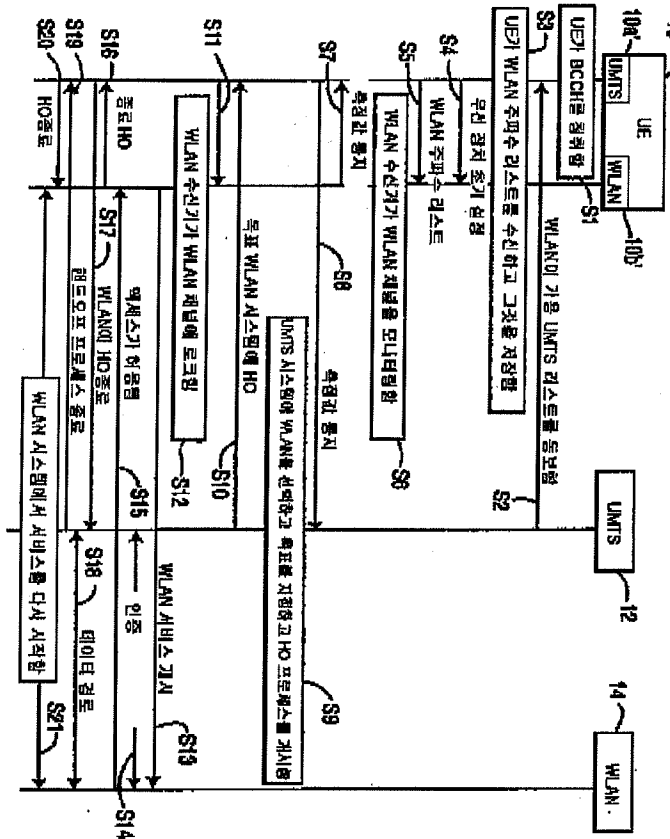 10a'
UMTS
UE
WLAN
10b'
UMTS
12
14
WLAN
UE가 BCCH를 청취함
S1
WLAN이 가용 UMTS 리스트를 통보함
S2
S3
UE가 WLAN 주파수 리스트를 수신하고 그것을 저장함
S4
우선 장치 초기 설정
S5
WLAN 주파수 리스트
WLAN 수신기가 WLAN 채널을 모니터링함
S6
S7
측정값 통지
S8
측정값 통지
UMTS 시스템이 WLAN을 선택하고 목표를 지정하고 HO 프로세스를 개시함
S9
목표 WLAN 시스템에 HO
S10
S11
WLAN 수신기가 WLAN 채널에 로크함
S12
WLAN 서비스 개시
S13
인증
S14
액세스가 허용됨
S15
S16
종료HO
S17
WLAN에 HO종료
S18
데이터 경로
S19
핸드오프 프로세스 종료
S20
HO종료
WLAN 시스템에서 서비스를 다시 시작함
S21